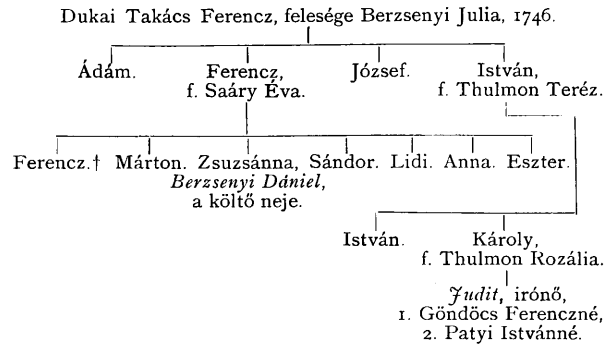 Dukai Takács Ferencz, felesége Berzsenyi Julia, 1746.
Ádám. Ferencz, József. István,
f. Saáry Éva. f. Thulmon Teréz.
Ferencz.† Márton. Zsuzsánna, Sándor. Lidi. Anna. Eszter.
Berzsenyi Dániel,
a költő neje.
István. Károly,
f. Thulmon Rozália.
Judit, irónő,
1. Göndöcs Ferenczné,
2. Patyi Istvánné.